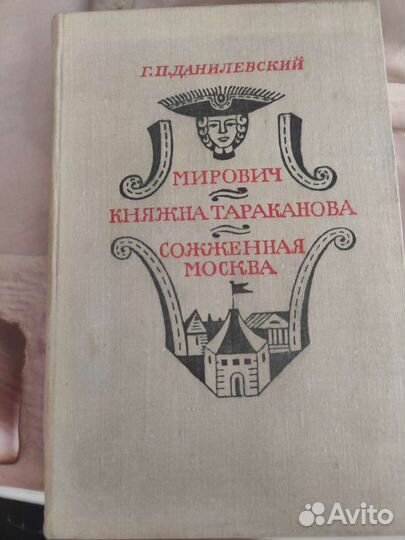 Г.П.ДАНИЛЕВСКИЙ
МИРОВИЧ
КНЯЖНА ТАРАКАНОВА
СОЖЖЕННАЯ
МОСКВА
Avito